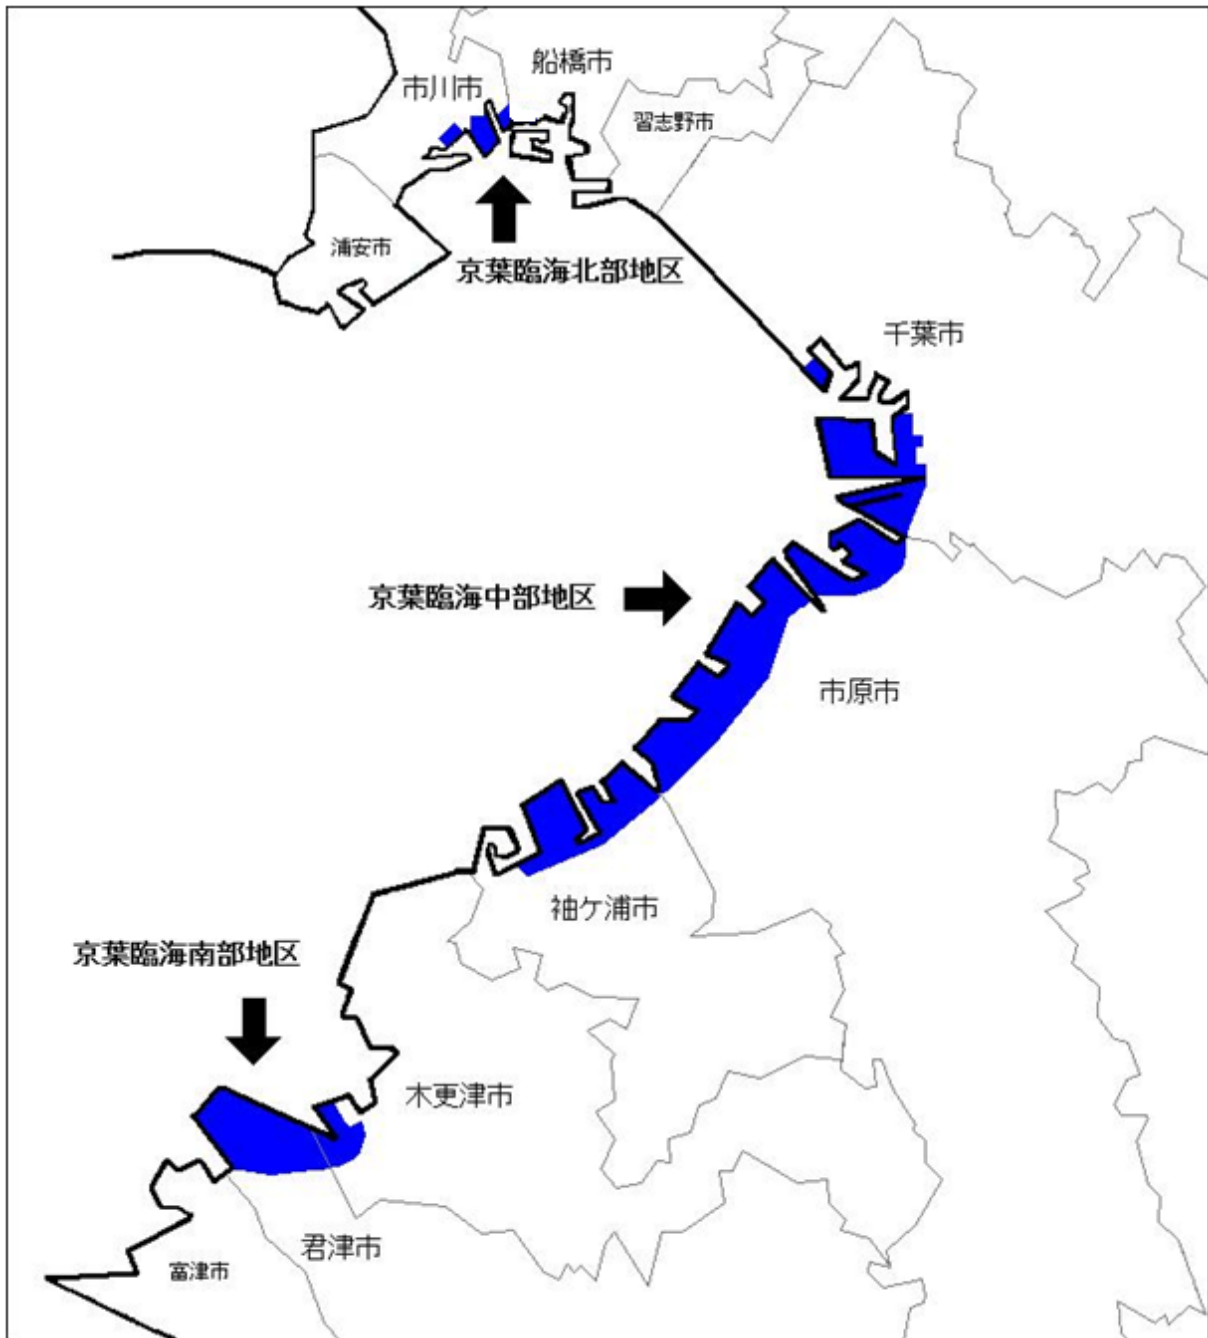 船橋市
市川市
習志野市
浦安市
京葉臨海北部地区
千葉市
京葉臨海中部地区
市原市
袖ケ浦市
京葉臨海南部地区
木更津市
君津市
富津市